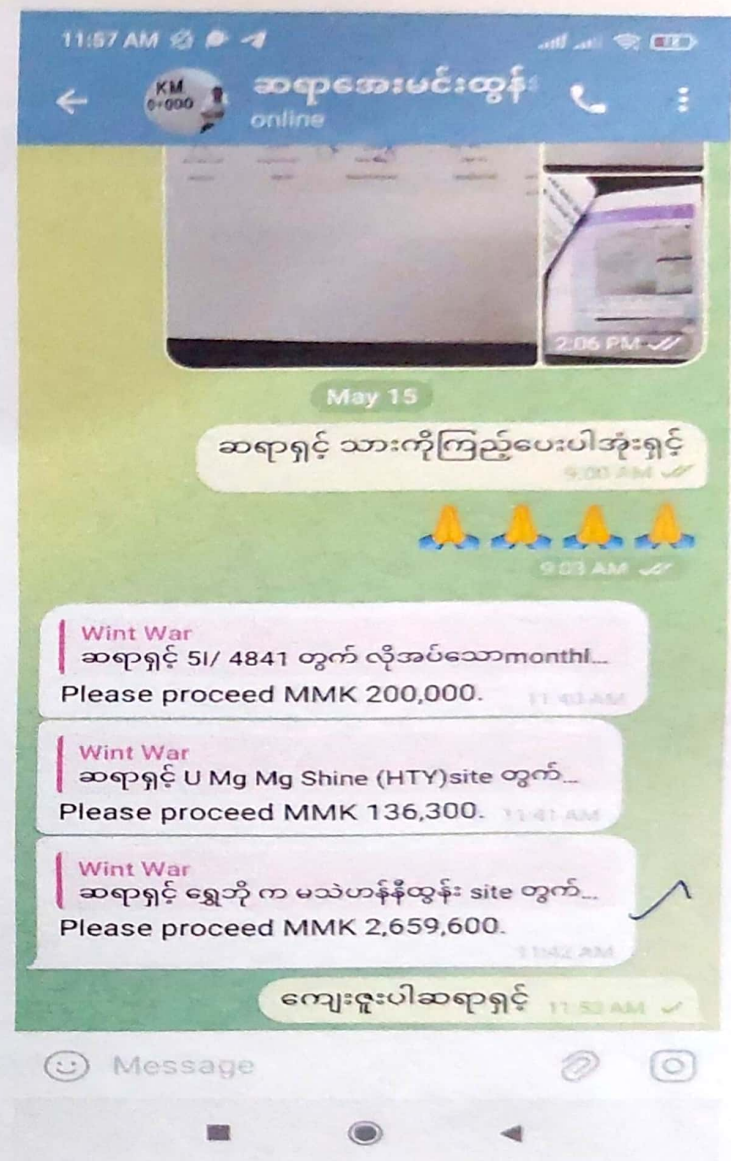 11:57 AM
KM
0+000
ဆရာအေးမင်းထွန်း
online
2:06 PM
May 15
ဆရာရှင့် သားကိုကြည့်ပေးပါအုံးရှင့်
9:00 AM
9:03 AM
Wint War
ဆရာရှင့် 5I/ 4841 တွက် လိုအပ်သောmonthl...
Please proceed MMK 200,000. 11:40 AM
Wint War
ဆရာရှင့် U Mg Mg Shine (HTY)site တွက်...
Please proceed MMK 136,300. 11:41 AM
Wint War
ဆရာရှင့် ရွှေဘို က မသဲဟန်နီထွန်း site တွက်...
Please proceed MMK 2,659,600.
11:42 AM
ကျေးဇူးပါဆရာရှင့် 11:53 AM
Message